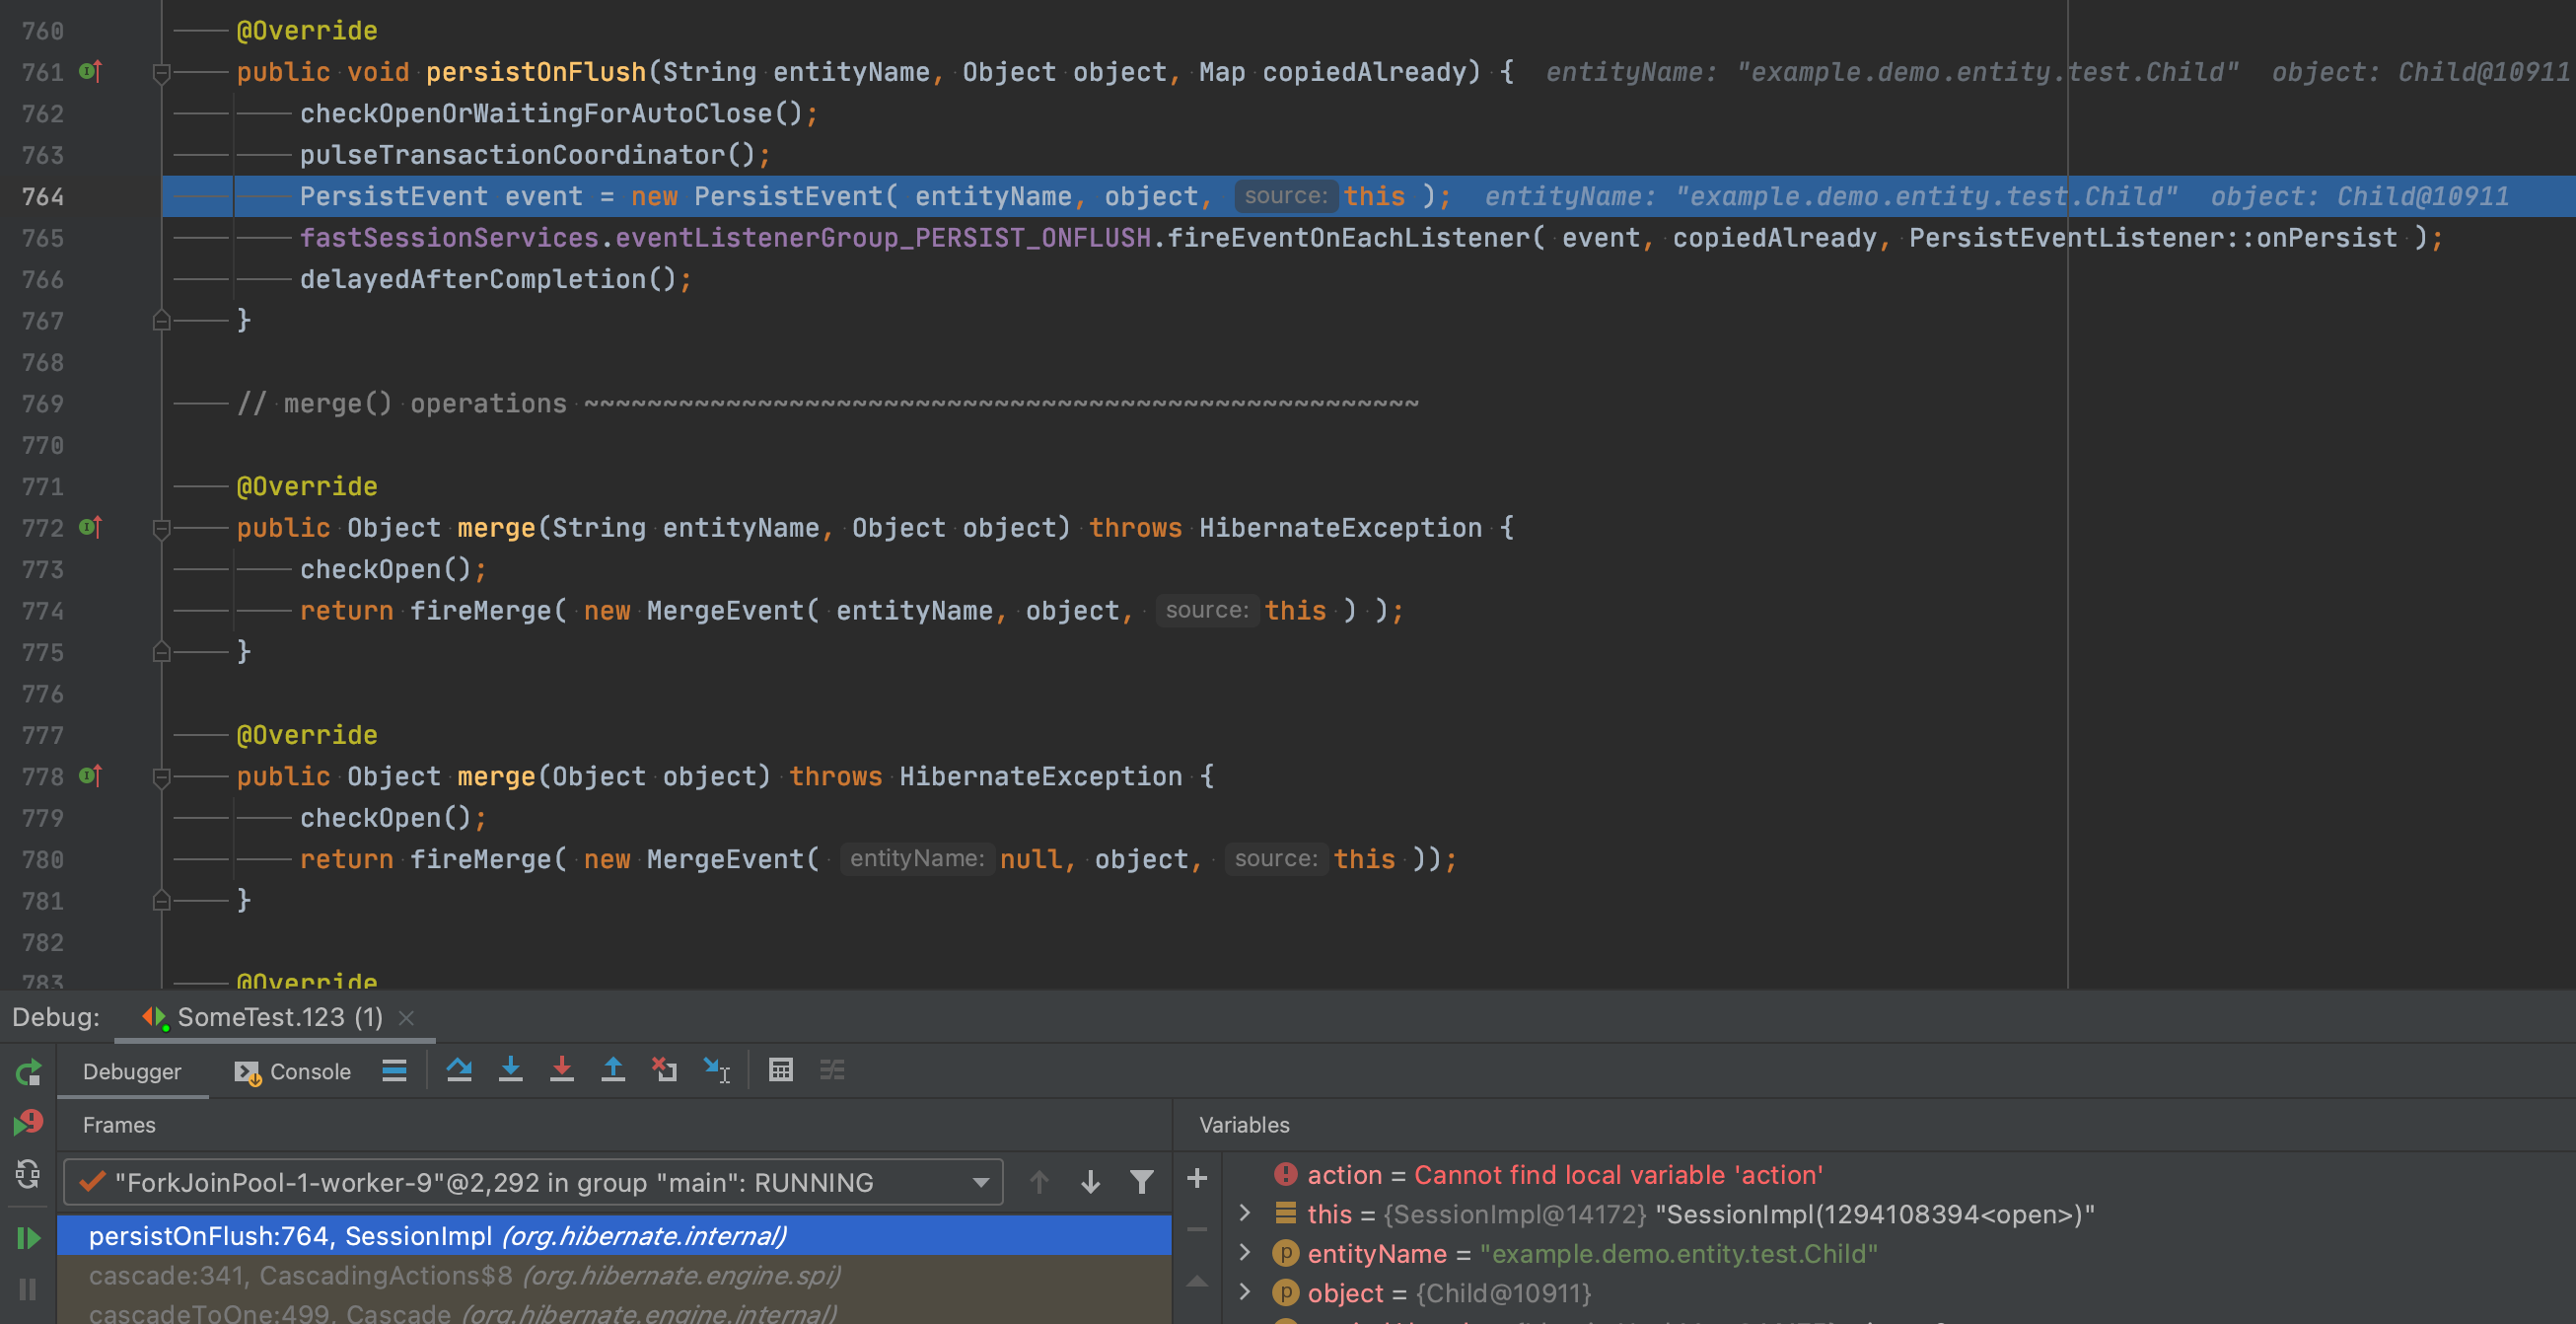 760 @Override
761 public void persistOnFlush(String entityName, Object object, Map copiedAlready) { entityName: "example.demo.entity.test.Child" object: Child@10911
762 checkOpenOrWaitingForAutoClose();
763 pulseTransactionCoordinator();
764 PersistEvent event = new PersistEvent( entityName, object, source: this ); entityName: "example.demo.entity.test.Child" object: Child@10911
765 fastSessionServices.eventListenerGroup_PERSIST_ONFLUSH.fireEventOnEachListener( event, copiedAlready, PersistEventListener::onPersist );
766 delayedAfterCompletion();
767 }
768
769 // merge() operations ~~~~~~~~~~~~~~~~~~~~~~~~~~~~~~~~~~~~~~~~~~~~~~~~~~~~~
770
771 @Override
772 public Object merge(String entityName, Object object) throws HibernateException {
773 checkOpen();
774 return fireMerge( new MergeEvent( entityName, object, source: this ) );
775 }
776
777 @Override
778 public Object merge(Object object) throws HibernateException {
779 checkOpen();
780 return fireMerge( new MergeEvent( entityName: null, object, source: this ));
781 }
782
783 @Override
Debug: SomeTest.123 (1)
Debugger Console
Frames
"ForkJoinPool-1-worker-9"@2,292 in group "main": RUNNING
persistOnFlush:764, SessionImpl (org.hibernate.internal)
cascade:341, CascadingActions$8 (org.hibernate.engine.spi)
cascadeToOne:499, Cascade (org.hibernate.engine.internal)
Variables
action = Cannot find local variable 'action'
this = {SessionImpl@14172} "SessionImpl(1294108394<open>)"
entityName = "example.demo.entity.test.Child"
object = {Child@10911}